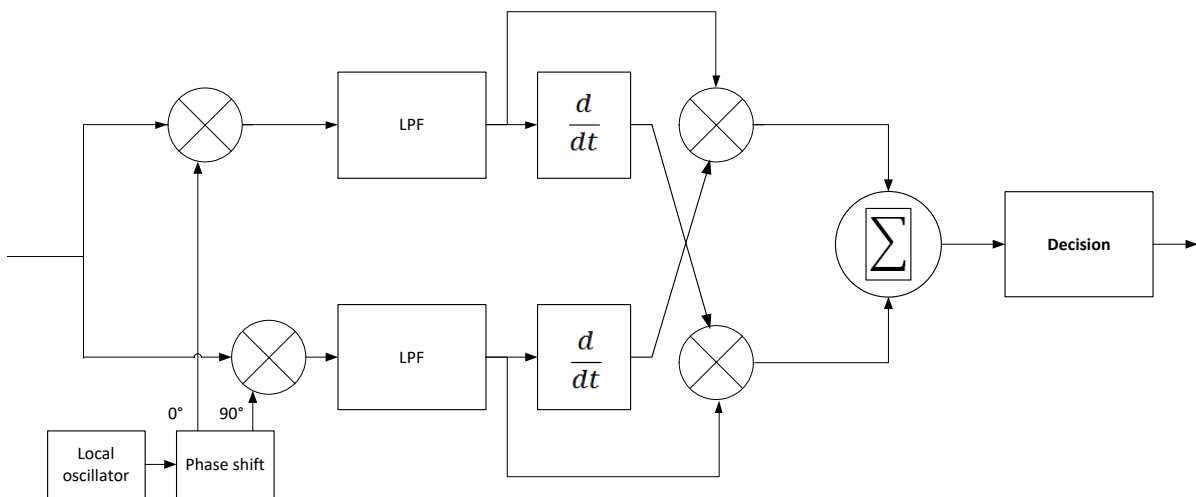 LPF
d
dt
∑
Decision
LPF
d
dt
0°
90°
Local
oscillator
Phase shift